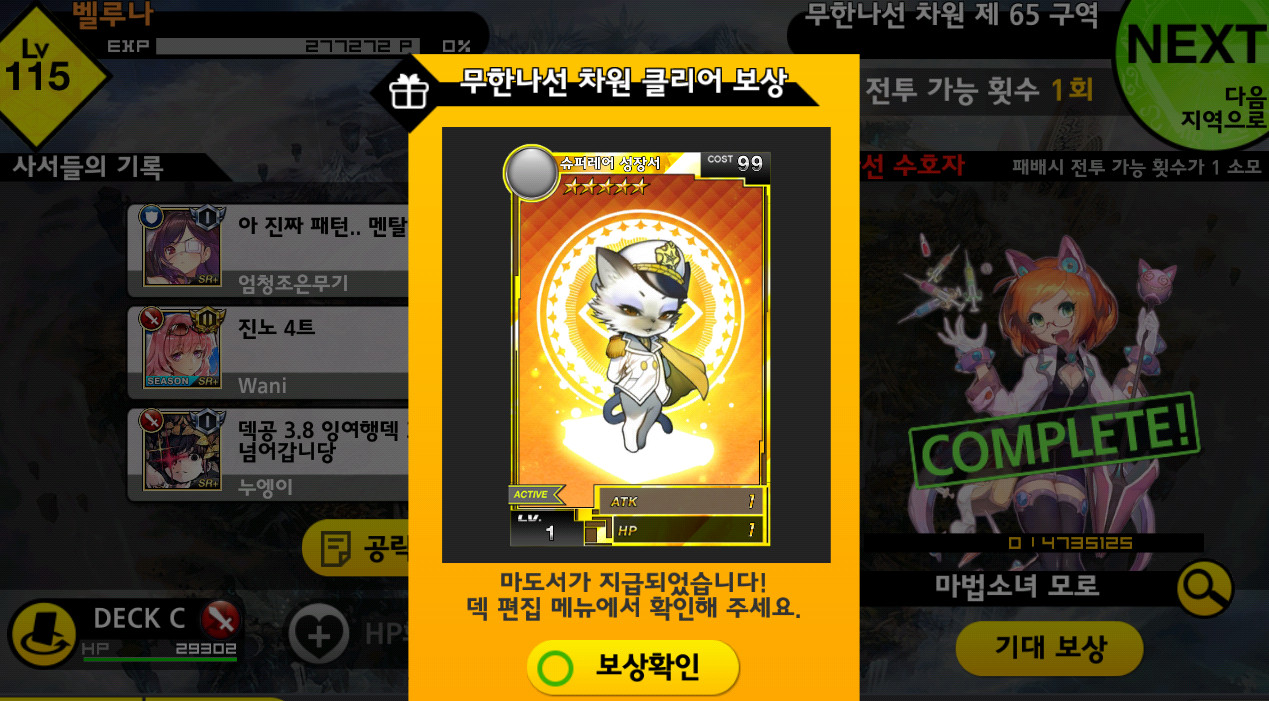 벨루나
Lv
115
EXP 277272 P 0%
무한나선 차원 제 65 구역
NEXT
다음
지역으로
전투 가능 횟수 1회
무한나선 차원 클리어 보상
사서들의 기록
선 수호자
패배시 전투 가능 횟수가 1 소모
슈퍼레어 성장서
COST 99
아 진짜 패턴.. 멘탈
SR+
엄청조은무기
진노 4트
SEASON SR+
Wani
덱공 3.8 잉여행덱
넘어갑니당
SR+
누엥이
COMPLETE!
ACTIVE
ATK 1
LV. 1
HP 1
공략
0 / 4735125
마도서가 지급되었습니다!
덱 편집 메뉴에서 확인해 주세요.
마법소녀 모로
DECK C
HP 29302
HP
보상확인
기대 보상